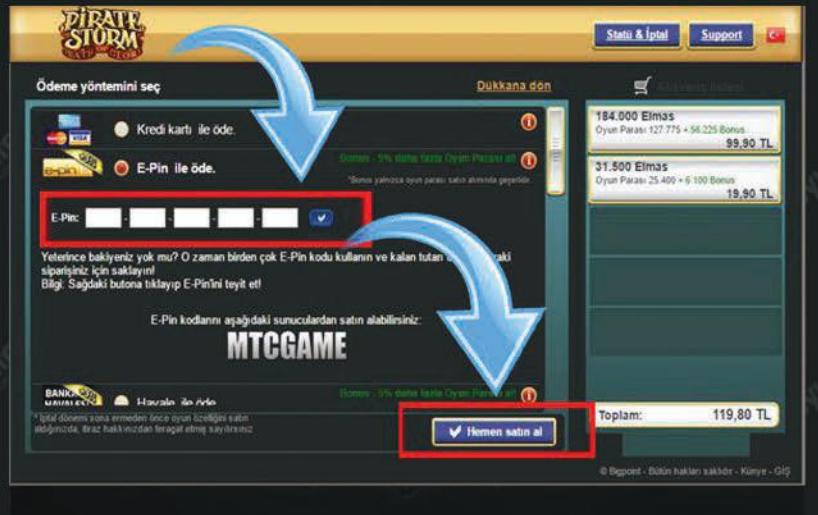 PIRATE
STORM
Statü & İptal
Support
Ödeme yöntemini seç
Dükkana dön
Kredi kartı ile öde.
VISA
e-pin
E-Pin ile öde.
Bonus - 5% daha fazla Oyun Parası al!
*Bonus yalnızca oyun parası satın alımında geçerlidir.
E-Pin:
Yeterince bakiyeniz yok mu? O zaman birden çok E-Pin kodu kullanın ve kalan tutarı
siparişiniz için saklayın!
Bilgi: Sağdaki butona tıklayıp E-Pin'ini teyit et!
E-Pin kodlarını aşağıdaki sunuculardan satın alabilirsiniz:
MTCGAME
BANKA
HAVALESİ
Havale ile öde
Bonus - 5% daha fazla Oyun Parası al!
* İptal dönemi sona ermeden önce oyun özelliğini satın
aldığınızda, itiraz hakkınızdan feragat etmiş sayılırsınız
Hemen satın al
184.000 Elmas
Oyun Parası 127.775 + 56.225 Bonus
99,90 TL
31.500 Elmas
Oyun Parası 25.400 + 6.100 Bonus
19,90 TL
Toplam: 119,80 TL
© Bigpoint - Bütün hakları saklıdır - Künye - GİŞ